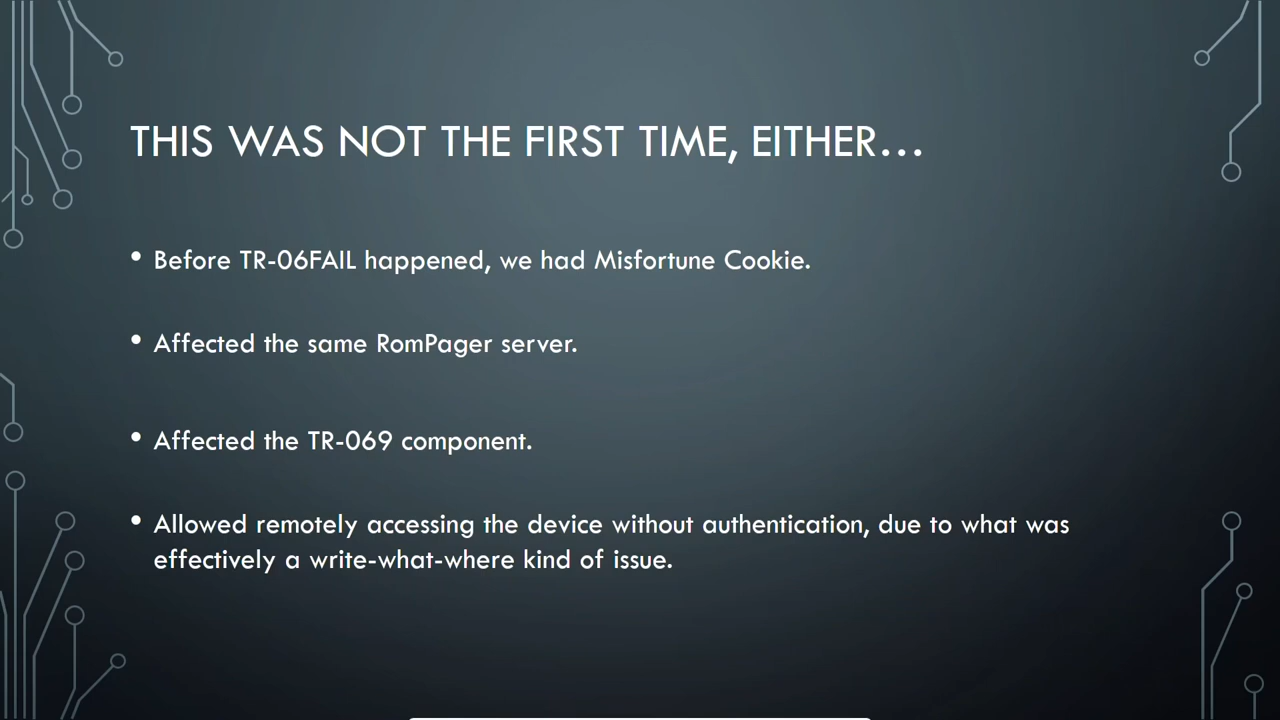 THIS WAS NOT THE FIRST TIME, EITHER…
• Before TR-06FAIL happened, we had Misfortune Cookie.
• Affected the same RomPager server.
• Affected the TR-069 component.
• Allowed remotely accessing the device without authentication, due to what was
effectively a write-what-where kind of issue.